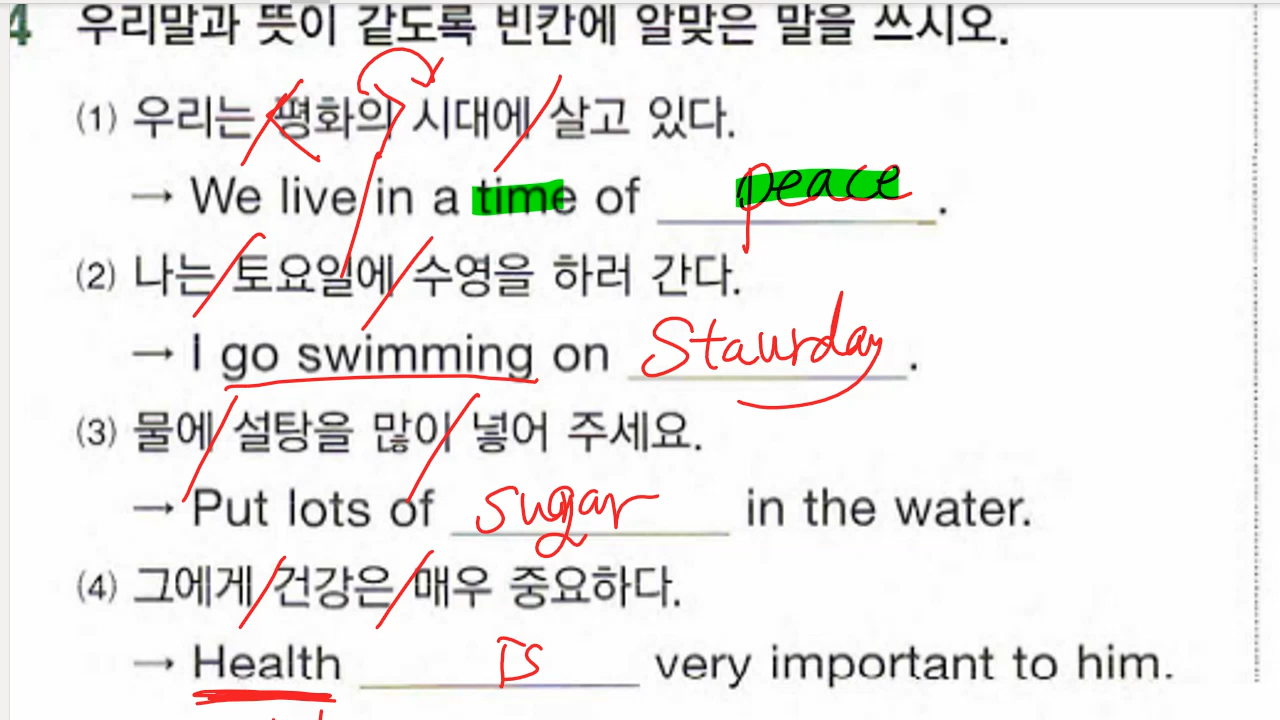 4 우리말과 뜻이 같도록 빈칸에 알맞은 말을 쓰시오.
(1) 우리는 평화의 시대에 살고 있다.
→ We live in a time of peace.
(2) 나는 토요일에 수영을 하러 간다.
→ I go swimming on Staurday.
(3) 물에 설탕을 많이 넣어 주세요.
→ Put lots of sugar in the water.
(4) 그에게 건강은 매우 중요하다.
→ Health is very important to him.